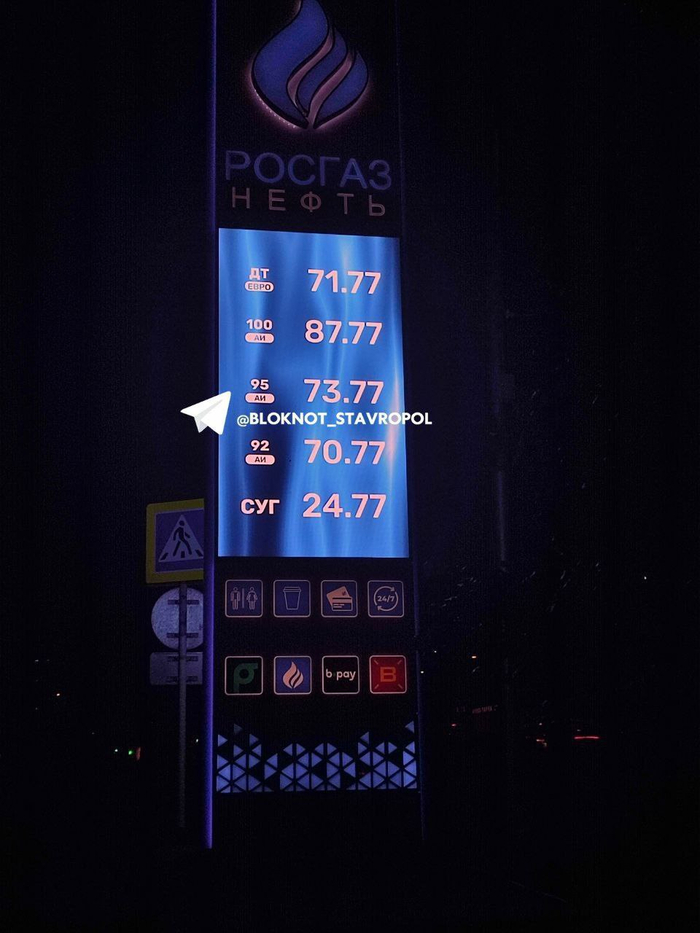 РОСГАЗ
НЕФТЬ
ДТ 71.77
ЕВРО
100 87.77
АИ
95 73.77
АИ
@BLOKNOT_STAVROPOL
92 70.77
АИ
СУГ 24.77
24/7
b·pay
B